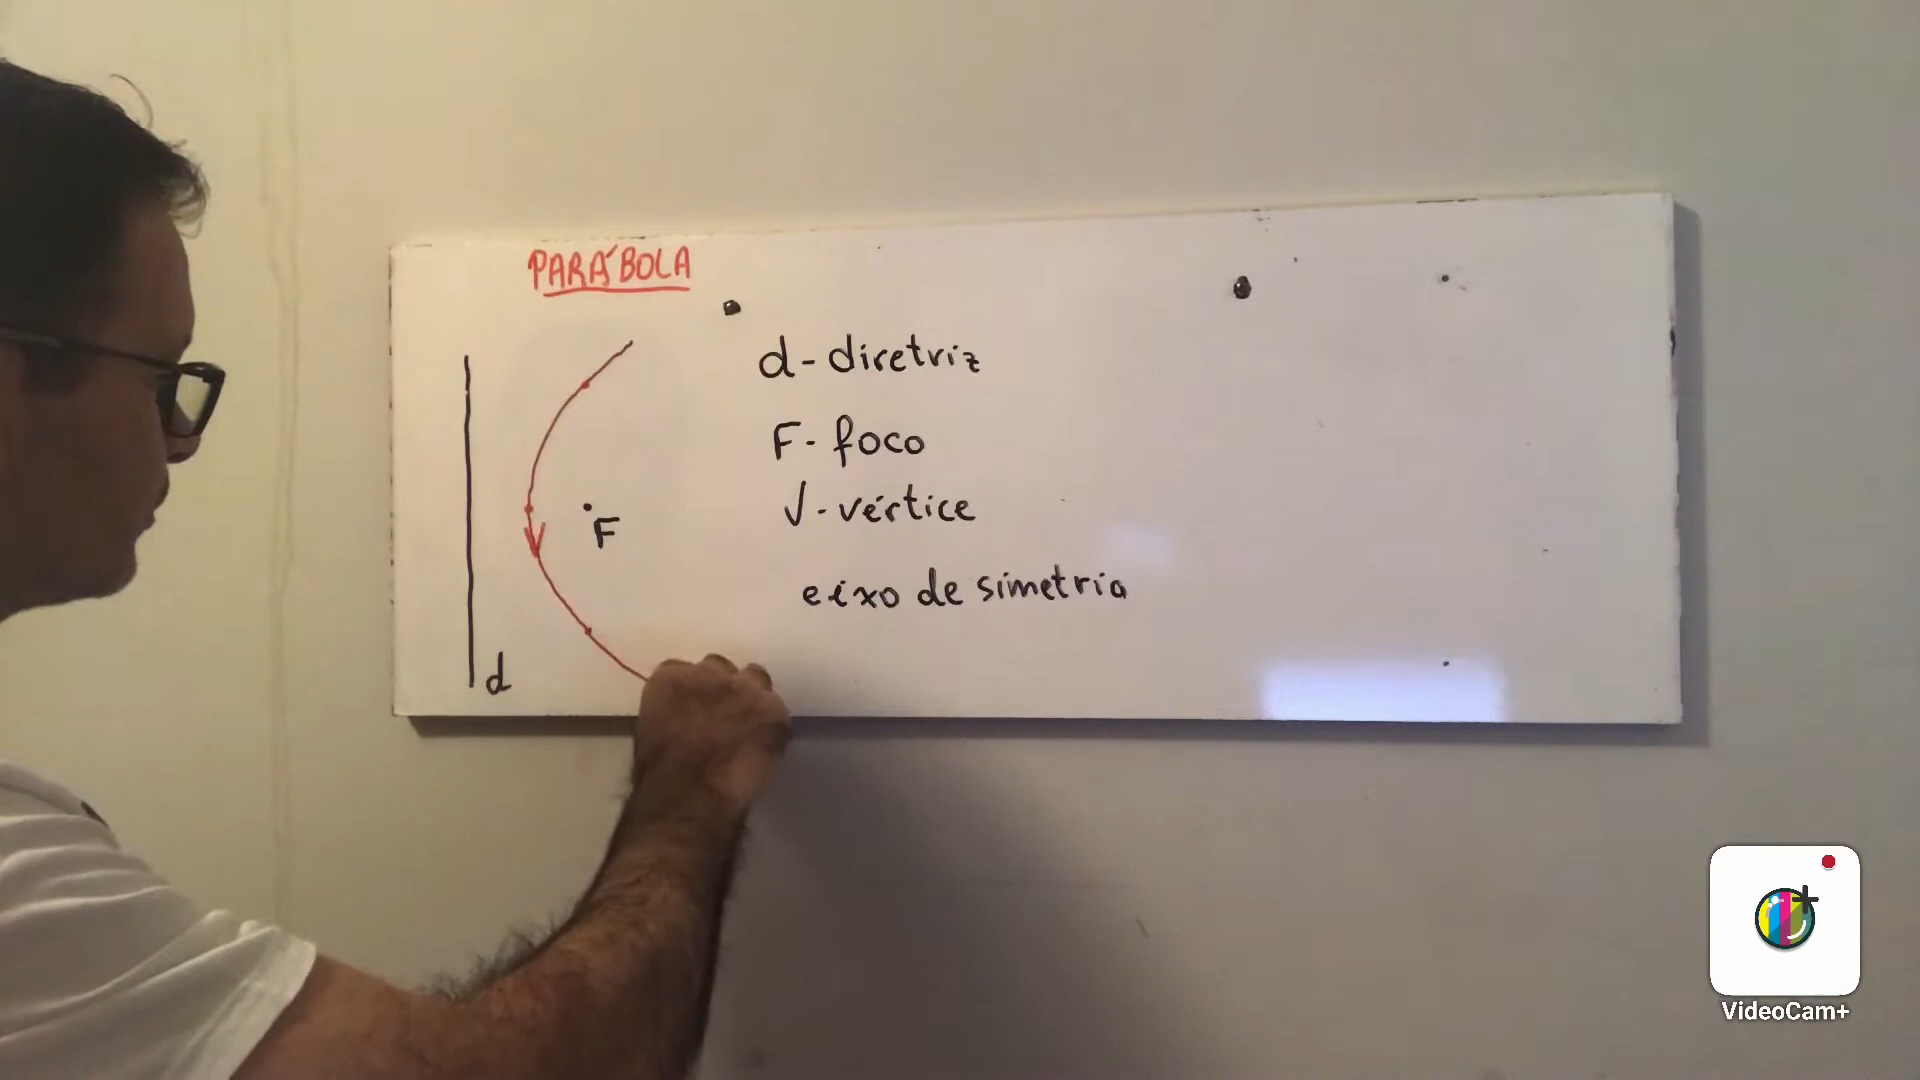 PARÁBOLA
d - diretriz
F - foco
V - vértice
eixo de simetria
F
d
VideoCam+